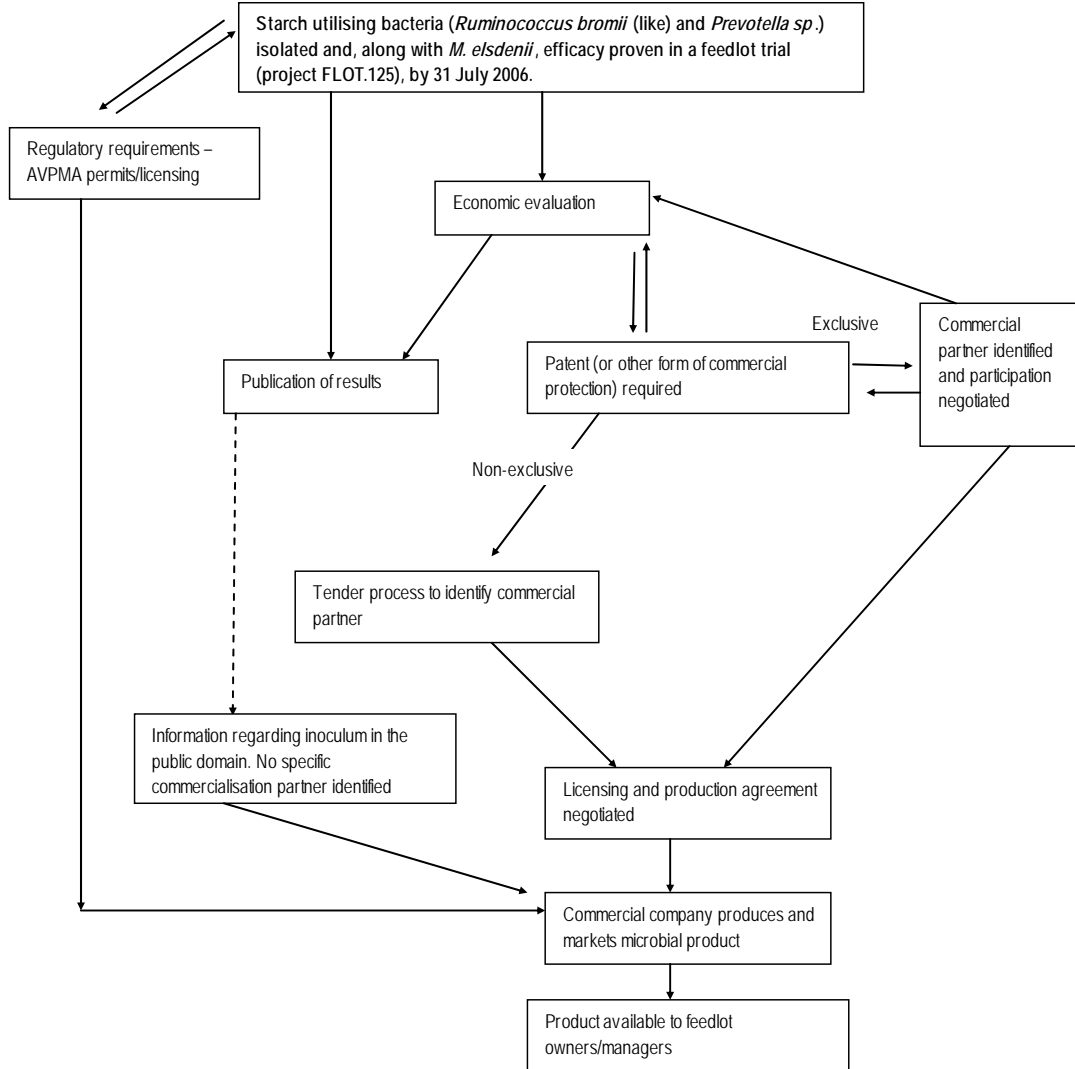 Starch utilising bacteria (Ruminococcus bromii (like) and Prevotella sp.)
isolated and, along with M. elsdenii, efficacy proven in a feedlot trial
(project FLOT.125), by 31 July 2006.
Regulatory requirements –
AVPMA permits/licensing
Economic evaluation
Exclusive
Commercial
partner identified
and participation
negotiated
Publication of results
Patent (or other form of commercial
protection) required
Non-exclusive
Tender process to identify commercial
partner
Information regarding inoculum in the
public domain. No specific
commercialisation partner identified
Licensing and production agreement
negotiated
Commercial company produces and
markets microbial product
Product available to feedlot
owners/managers